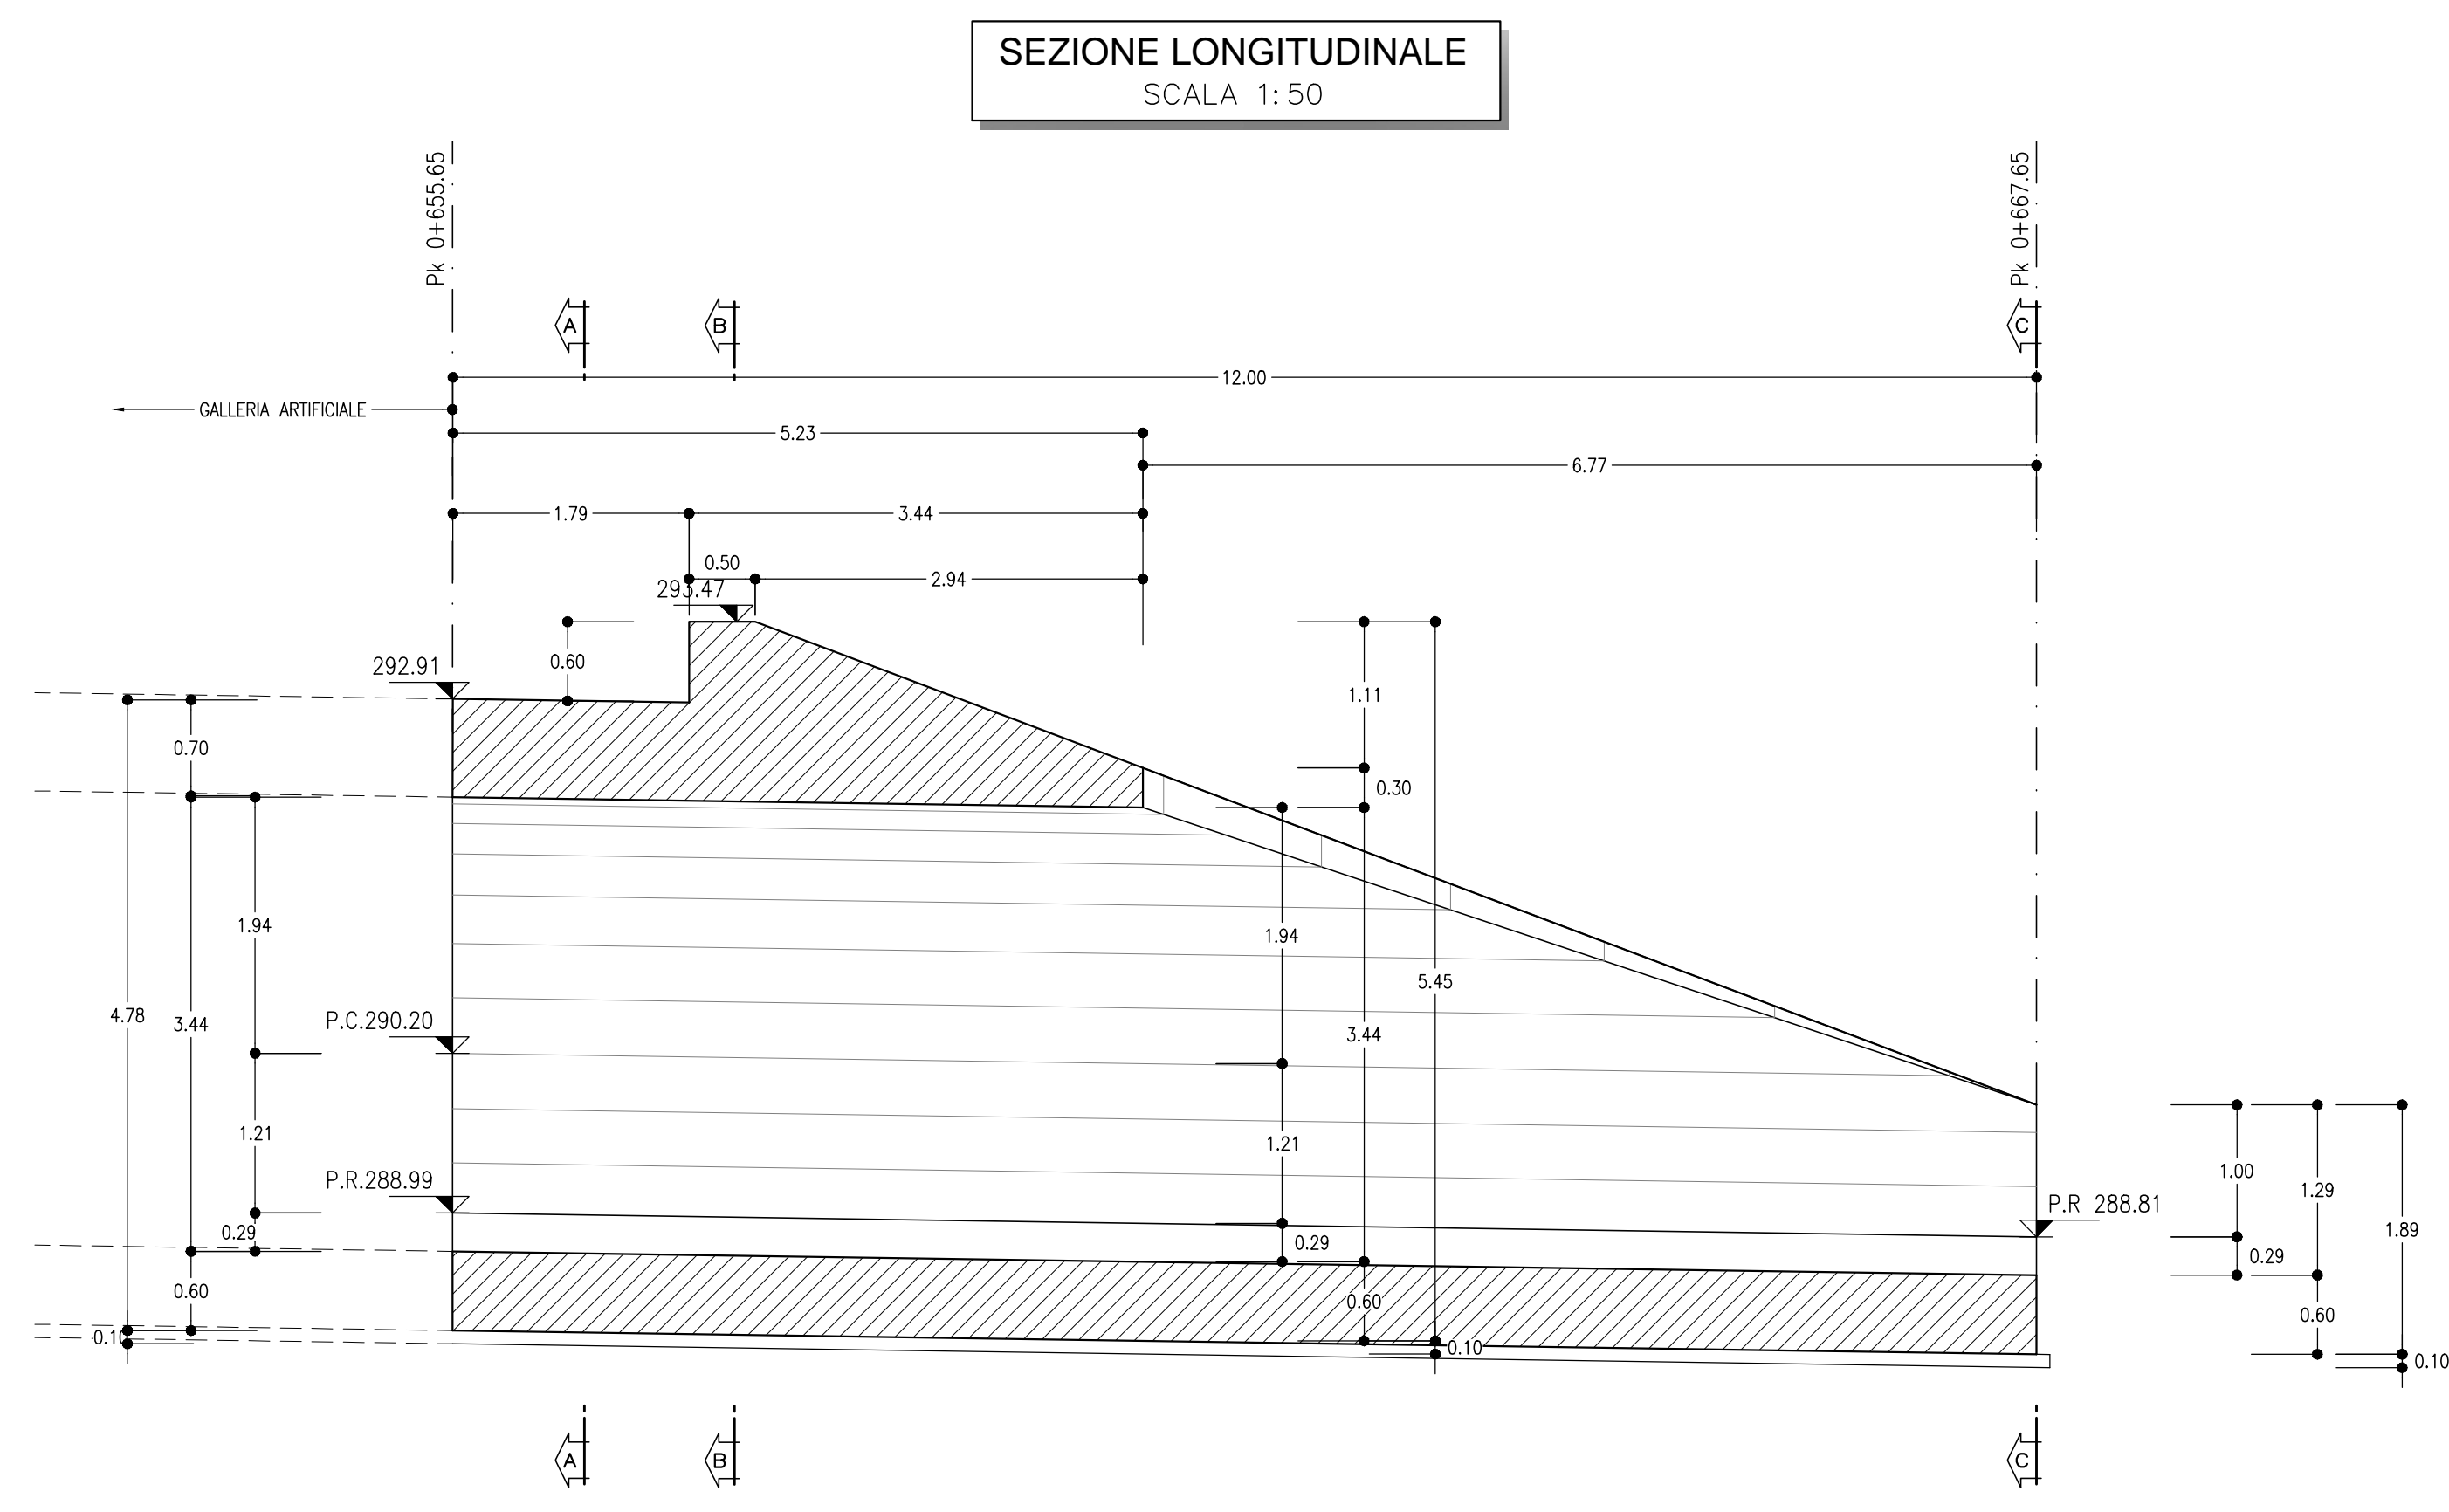 SEZIONE LONGITUDINALE
SCALA 1:50
Pk 0+655.65
Pk 0+667.65
A
B
C
12.00
GALLERIA ARTIFICIALE
5.23
6.77
1.79
3.44
0.50
2.94
293.47
0.60
292.91
1.11
0.70
0.30
1.94
1.94
5.45
4.78
3.44
P.C.290.20
3.44
1.21
1.21
1.00
P.R.288.99
1.29
P.R 288.81
0.29
0.29
1.89
0.29
0.60
0.60
0.60
0.10
0.10
0.10
A
B
C